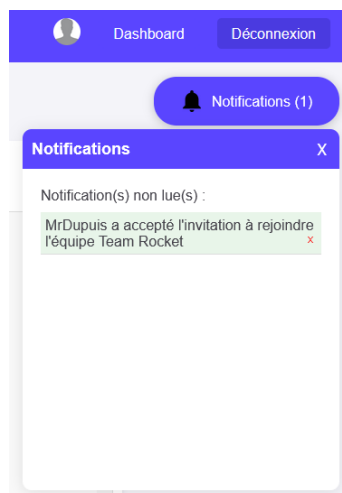 Dashboard
Déconnexion
Notifications (1)
Notifications
X
Notification(s) non lue(s) :
MrDupuis a accepté l'invitation à rejoindre
l'équipe Team Rocket
x